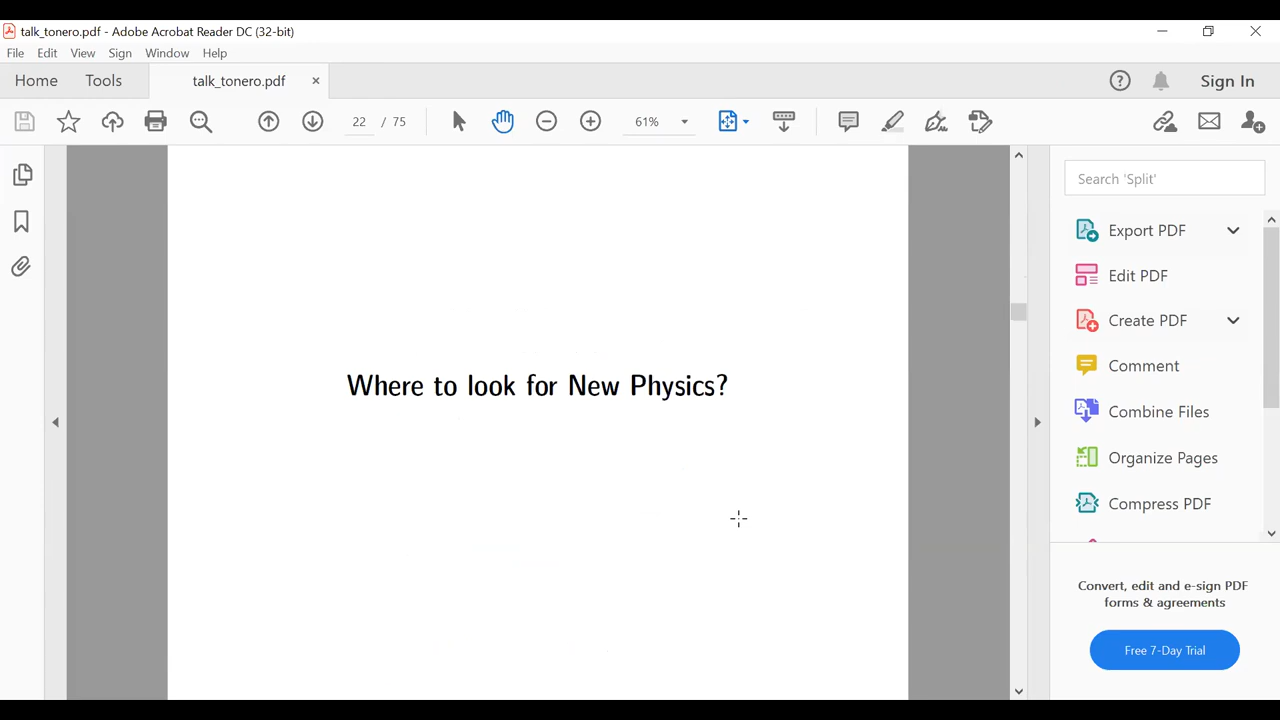 talk_tonero.pdf - Adobe Acrobat Reader DC (32-bit)
File Edit View Sign Window Help
Home Tools talk_tonero.pdf × Sign In
22 / 75 61%
Search 'Split'
Export PDF
Edit PDF
Create PDF
Comment
Combine Files
Organize Pages
Compress PDF
Where to look for New Physics?
Convert, edit and e-sign PDF
forms & agreements
Free 7-Day Trial